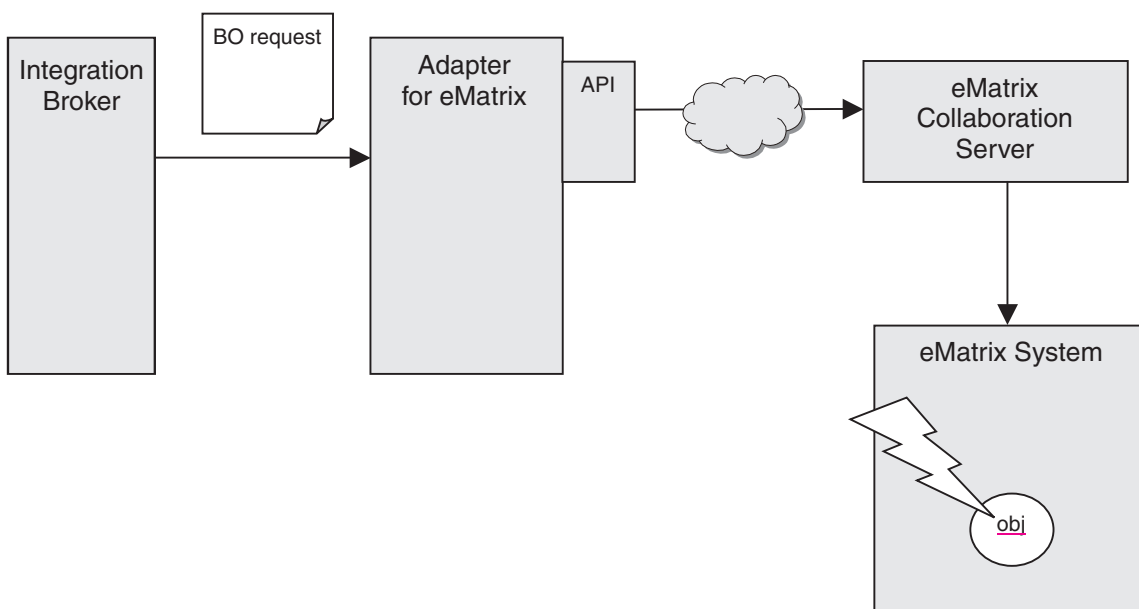 BO request
Integration
Broker
Adapter
for eMatrix
API
eMatrix
Collaboration
Server
eMatrix System
obj